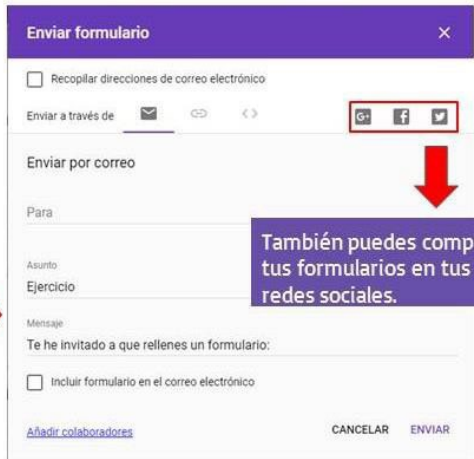 Enviar formulario
Recopilar direcciones de correo electrónico
Enviar a través de
G+
Enviar por correo
Para
También puedes comp
tus formularios en tus
redes sociales.
Asunto
Ejercicio
Mensaje
Te he invitado a que rellenes un formulario:
Incluir formulario en el correo electrónico
Añadir colaboradores
CANCELAR ENVIAR